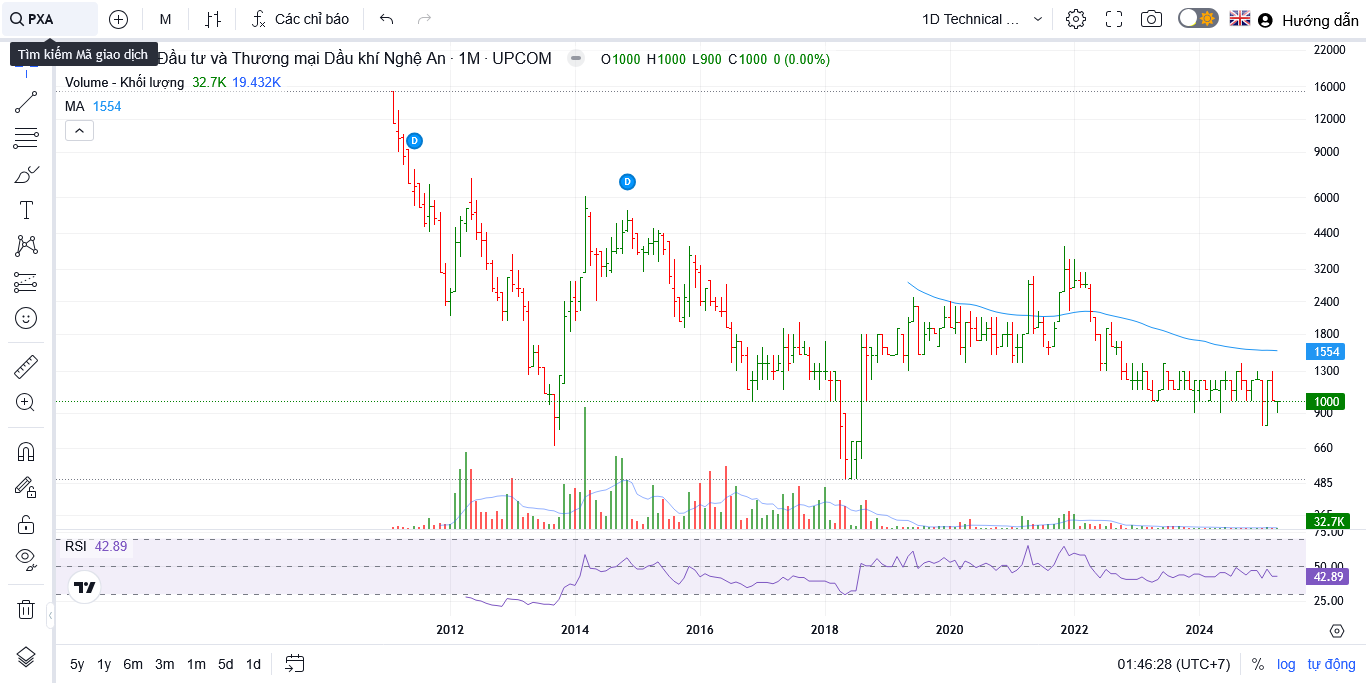 PXA
M
Các chỉ báo
1D Technical ...
Hướng dẫn
Tìm kiếm Mã giao dịch
Đầu tư và Thương mại Dầu khí Nghệ An · 1M · UPCOM
O1000 H1000 L900 C1000 0 (0.00%)
Volume - Khối lượng 32.7K 19.432K
MA 1554
D
D
22000
16000
12000
9000
6000
4400
3200
2400
1800
1554
1300
1000
900
660
485
32.7K
75.00
RSI 42.89
50.00
42.89
25.00
2012 2014 2016 2018 2020 2022 2024
5y 1y 6m 3m 1m 5d 1d
01:46:28 (UTC+7) % log tự động